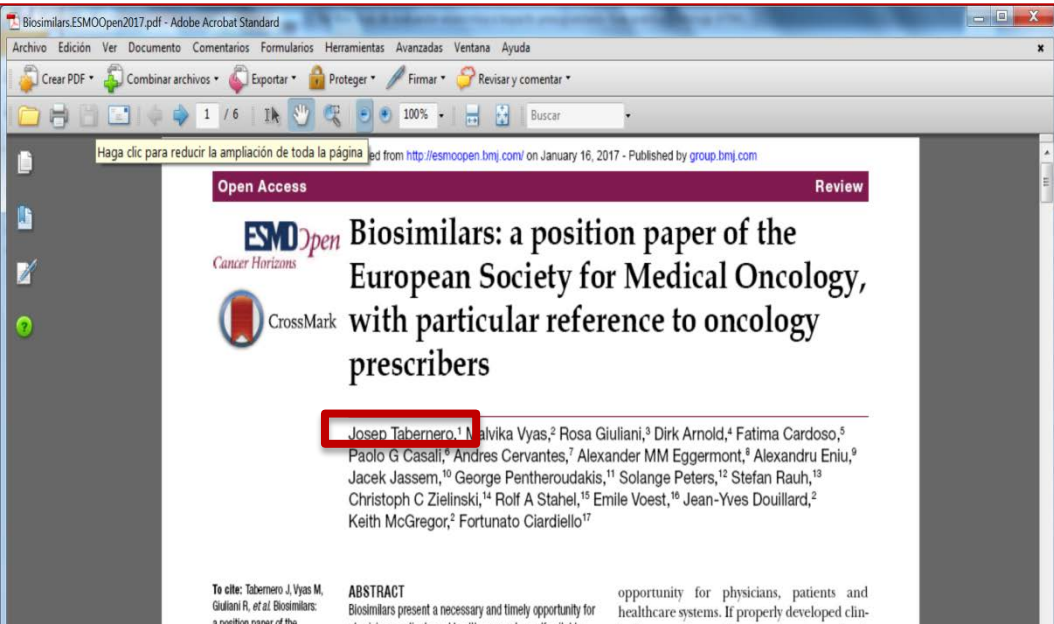 Biosimilars.ESMOOpen2017.pdf - Adobe Acrobat Standard
Archivo Edición Ver Documento Comentarios Formularios Herramientas Avanzadas Ventana Ayuda
Crear PDF Combinar archivos Exportar Proteger Firmar Revisar y comentar
1 / 6 100% Buscar
Haga clic para reducir la ampliación de toda la página
from http://esmoopen.bmj.com/ on January 16, 2017 - Published by group.bmj.com
Open Access Review
ESMO Open
Cancer Horizons
CrossMark
Biosimilars: a position paper of the
European Society for Medical Oncology,
with particular reference to oncology
prescribers
Josep Tabernero,¹ Malvika Vyas,² Rosa Giuliani,³ Dirk Arnold,⁴ Fatima Cardoso,⁵
Paolo G Casali,⁶ Andres Cervantes,⁷ Alexander MM Eggermont,⁸ Alexandru Eniu,⁹
Jacek Jassem,¹⁰ George Pentheroudakis,¹¹ Solange Peters,¹² Stefan Rauh,¹³
Christoph C Zielinski,¹⁴ Rolf A Stahel,¹⁵ Emile Voest,¹⁶ Jean-Yves Douillard,²
Keith McGregor,² Fortunato Ciardiello¹⁷
To cite: Tabernero J, Vyas M,
Giuliani R, et al. Biosimilars:
a position paper of the
ABSTRACT
Biosimilars present a necessary and timely opportunity for
opportunity for physicians, patients and
healthcare systems. If properly developed clin-